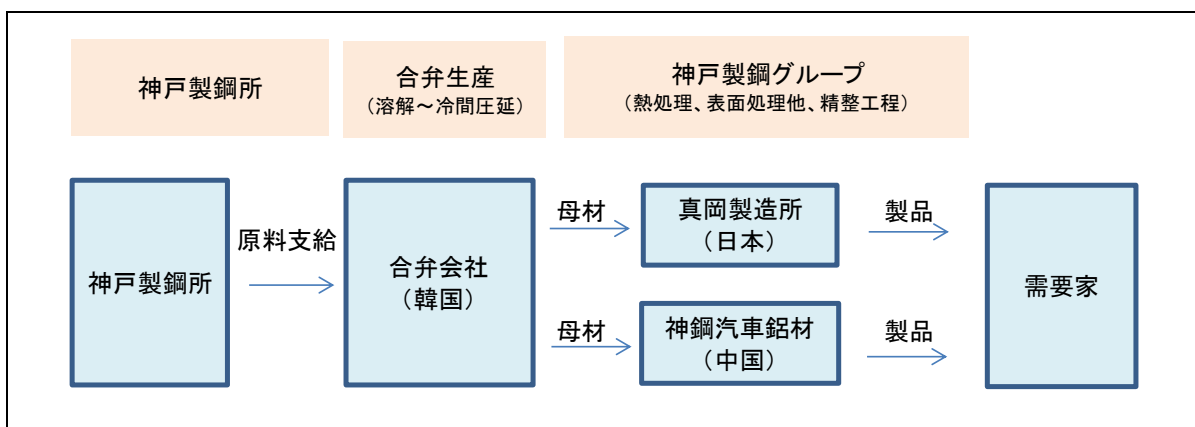 神戸製鋼所
合弁生産
（溶解～冷間圧延）
神戸製鋼グループ
（熱処理、表面処理他、精整工程）
神戸製鋼所
原料支給
合弁会社
（韓国）
母材
真岡製造所
（日本）
製品
母材
神鋼汽車鋁材
（中国）
製品
需要家